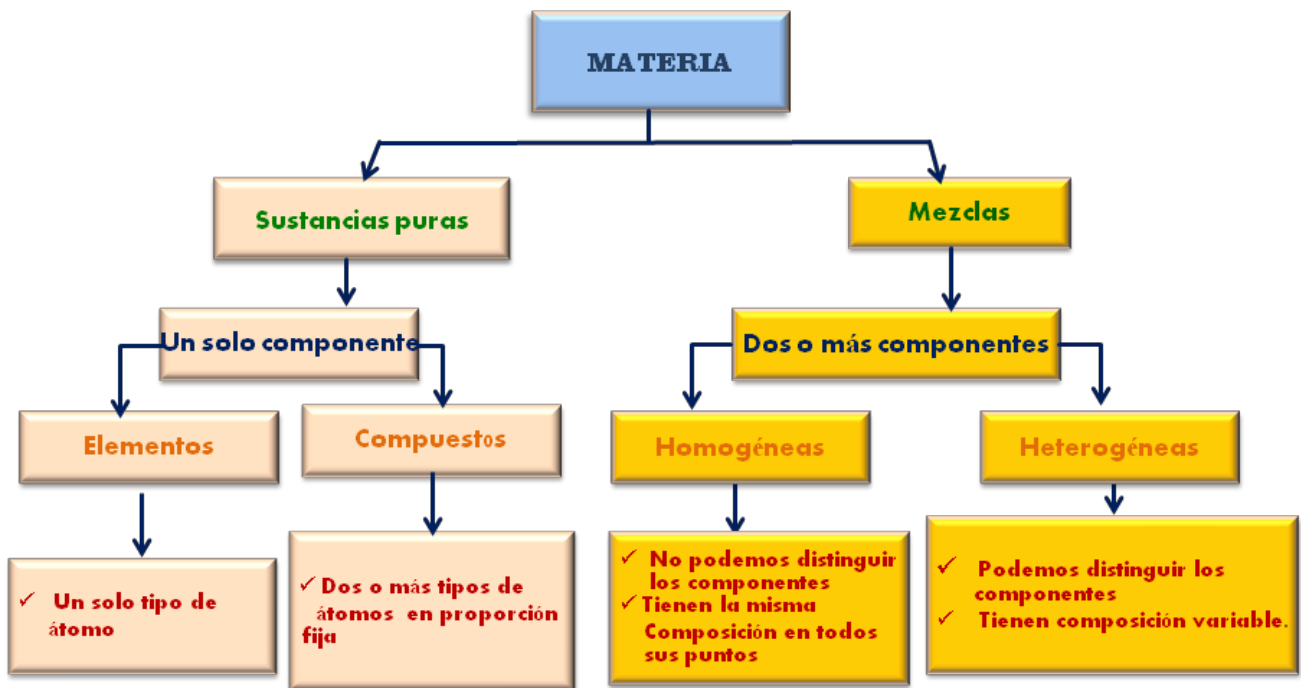 MATERIA
Sustancias puras
Mezclas
Un solo componente
Dos o más componentes
Elementos
Compuestos
Homogéneas
Heterogéneas
✓ Un solo tipo de
átomo
✓ Dos o más tipos de
átomos en proporción
fija
✓ No podemos distinguir
los componentes
✓ Tienen la misma
Composición en todos
sus puntos
✓ Podemos distinguir los
componentes
✓ Tienen composición variable.